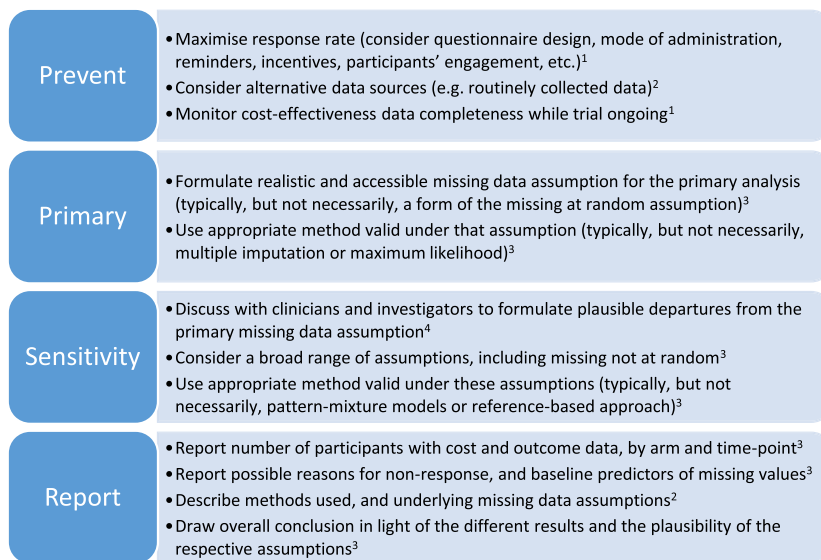 Prevent
•Maximise response rate (consider questionnaire design, mode of administration,
reminders, incentives, participants’ engagement, etc.)¹
•Consider alternative data sources (e.g. routinely collected data)²
•Monitor cost-effectiveness data completeness while trial ongoing¹
Primary
•Formulate realistic and accessible missing data assumption for the primary analysis
(typically, but not necessarily, a form of the missing at random assumption)³
•Use appropriate method valid under that assumption (typically, but not necessarily,
multiple imputation or maximum likelihood)³
Sensitivity
•Discuss with clinicians and investigators to formulate plausible departures from the
primary missing data assumption⁴
•Consider a broad range of assumptions, including missing not at random³
•Use appropriate method valid under these assumptions (typically, but not
necessarily, pattern-mixture models or reference-based approach)³
Report
•Report number of participants with cost and outcome data, by arm and time-point³
•Report possible reasons for non-response, and baseline predictors of missing values³
•Describe methods used, and underlying missing data assumptions²
•Draw overall conclusion in light of the different results and the plausibility of the
respective assumptions³